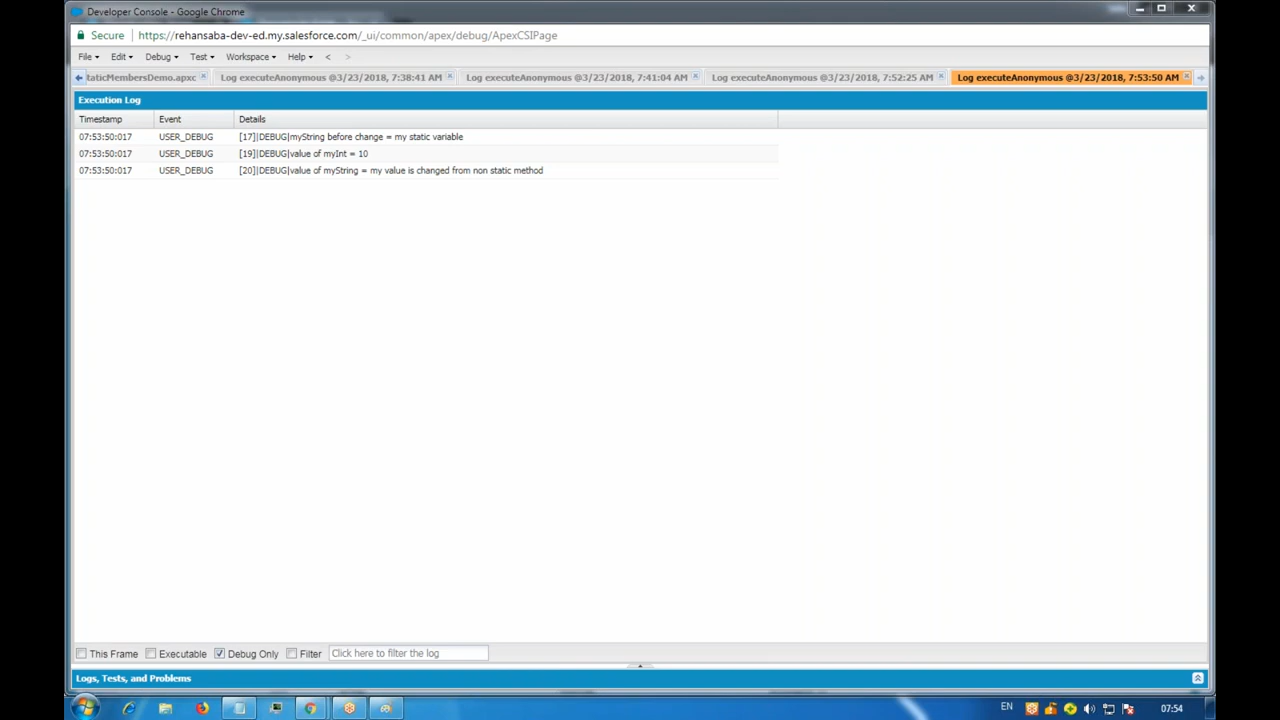 Developer Console - Google Chrome
Secure https://rehansaba-dev-ed.my.salesforce.com/_ui/common/apex/debug/ApexCSIPage
File Edit Debug Test Workspace Help < >
taticMembersDemo.apxc Log executeAnonymous @3/23/2018, 7:38:41 AM Log executeAnonymous @3/23/2018, 7:41:04 AM Log executeAnonymous @3/23/2018, 7:52:25 AM Log executeAnonymous @3/23/2018, 7:53:50 AM
Execution Log
Timestamp Event Details
07:53:50:017 USER_DEBUG [17]|DEBUG|myString before change = my static variable
07:53:50:017 USER_DEBUG [19]|DEBUG|value of myInt = 10
07:53:50:017 USER_DEBUG [20]|DEBUG|value of myString = my value is changed from non static method
This Frame Executable Debug Only Filter Click here to filter the log
Logs, Tests, and Problems
EN 07:54